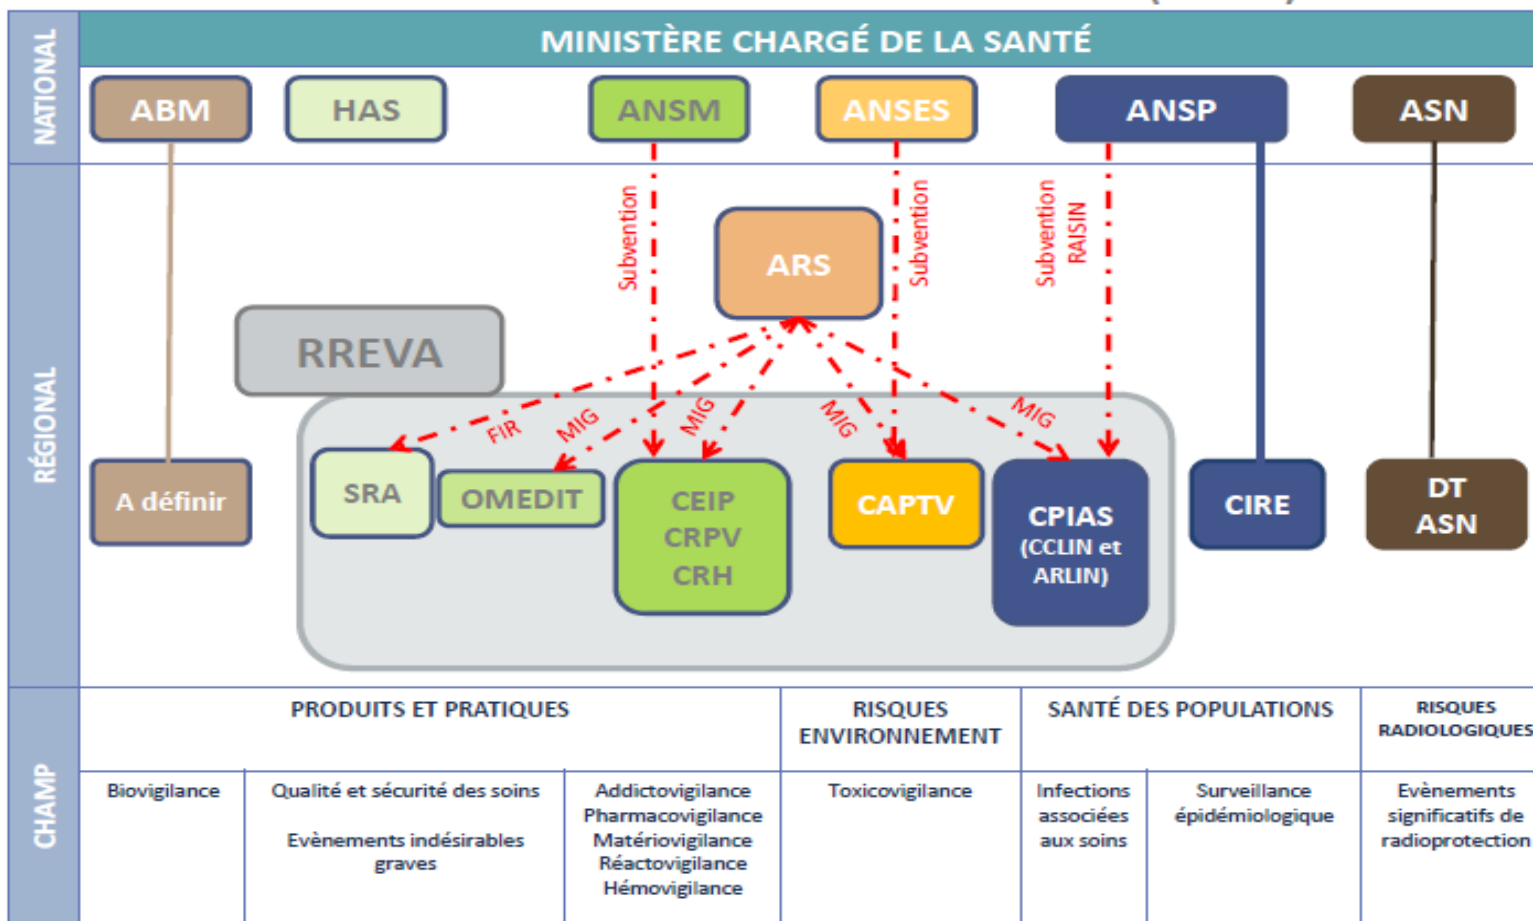 MINISTÈRE CHARGÉ DE LA SANTÉ
NATIONAL
ABM
HAS
ANSM
ANSES
ANSP
ASN
RÉGIONAL
Subvention
Subvention
Subvention
RAISIN
ARS
RREVA
FIR
MIG
MIG
MIG
MIG
A définir
SRA
OMEDIT
CEIP
CRPV
CRH
CAPTV
CPIAS
(CCLIN et
ARLIN)
CIRE
DT
ASN
CHAMP
PRODUITS ET PRATIQUES
RISQUES
ENVIRONNEMENT
SANTÉ DES POPULATIONS
RISQUES
RADIOLOGIQUES
Biovigilance
Qualité et sécurité des soins
Evènements indésirables
graves
Addictovigilance
Pharmacovigilance
Matériovigilance
Réactovigilance
Hémovigilance
Toxicovigilance
Infections
associées
aux soins
Surveillance
épidémiologique
Evènements
significatifs de
radioprotection